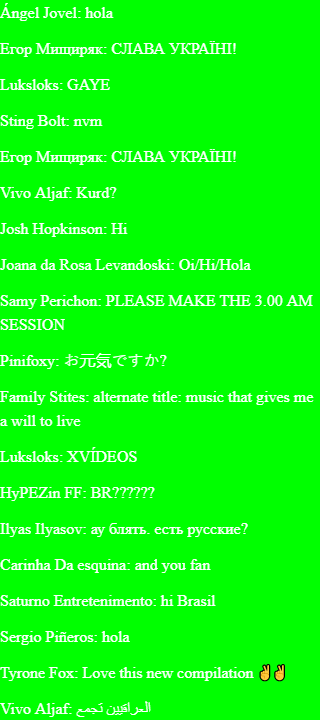 Ángel Jovel: hola
Егор Мищиряк: СЛАВА УКРАЇНІ!
Luksloks: GAYE
Sting Bolt: nvm
Егор Мищиряк: СЛАВА УКРАЇНІ!
Vivo Aljaf: Kurd?
Josh Hopkinson: Hi
Joana da Rosa Levandoski: Oi/Hi/Hola
Samy Perichon: PLEASE MAKE THE 3.00 AM
SESSION
Pinifoxy: お元気ですか?
Family Stites: alternate title: music that gives me
a will to live
Luksloks: XVÍDEOS
HyPEZin FF: BR??????
Ilyas Ilyasov: ау блять. есть русские?
Carinha Da esquina: and you fan
Saturno Entretenimento: hi Brasil
Sergio Piñeros: hola
Tyrone Fox: Love this new compilation ✌️✌️
Vivo Aljaf: العراقيين تجمع